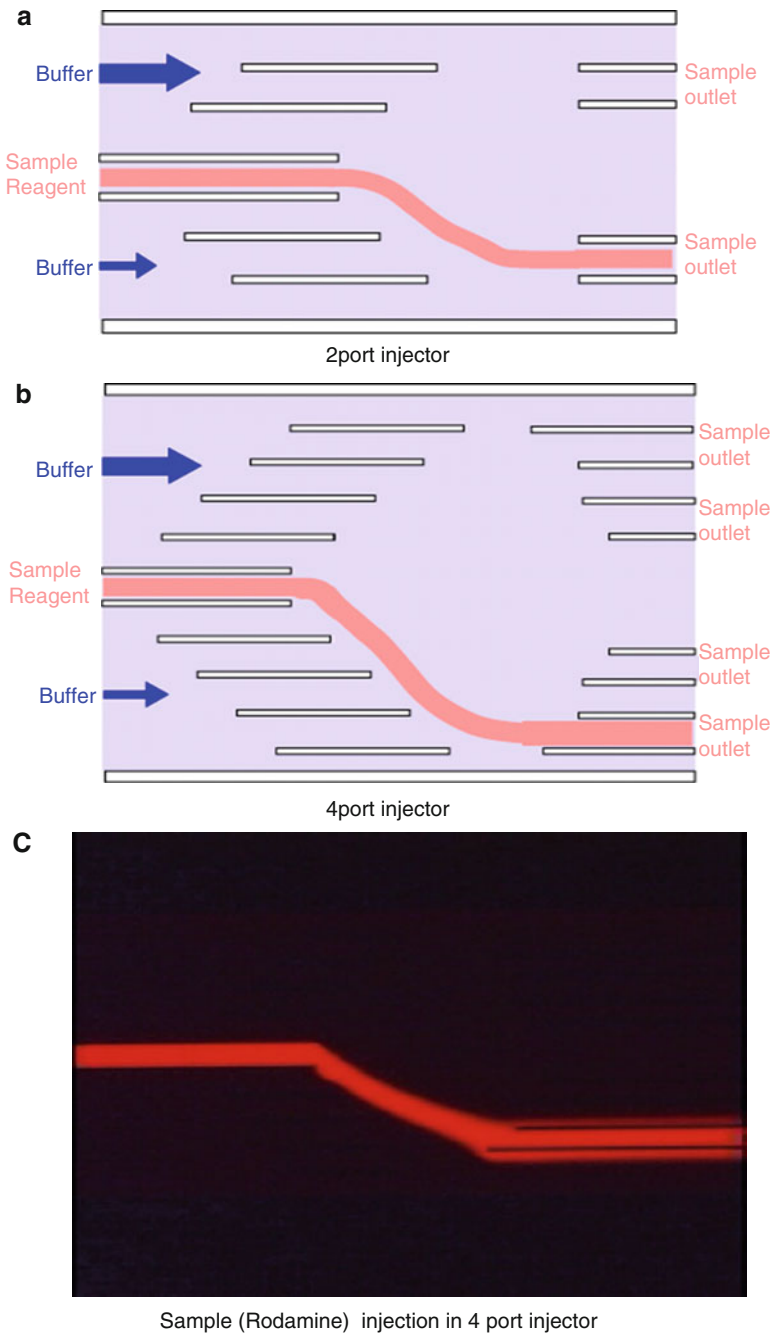 a
Buffer
Sample
outlet
Sample
Reagent
Buffer
Sample
outlet
2port injector
b
Buffer
Sample
outlet
Sample
outlet
Sample
Reagent
Buffer
Sample
outlet
Sample
outlet
4port injector
C
Sample (Rodamine) injection in 4 port injector